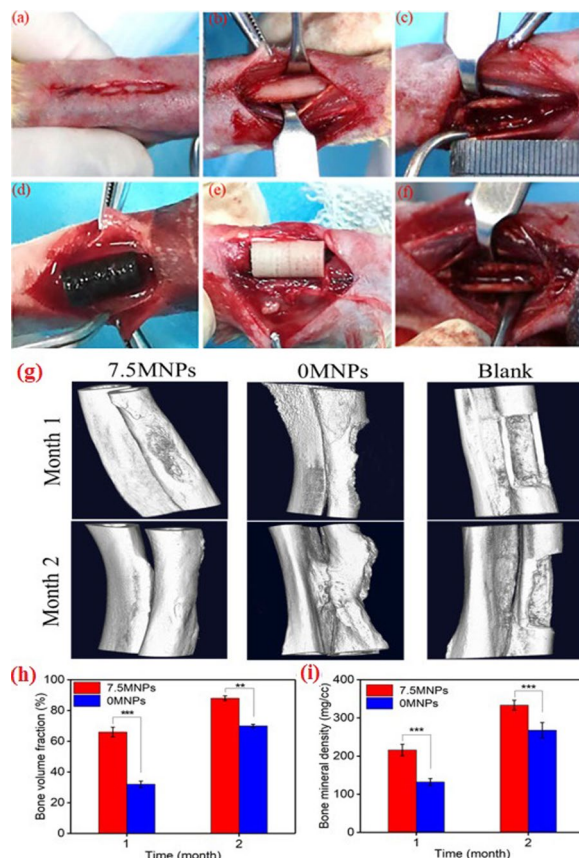 (a)
(b)
(c)
(d)
(e)
(f)
(g)
7.5MNPs
0MNPs
Blank
Month 1
Month 2
(h)
7.5MNPs
0MNPs
***
**
Bone volume fraction (%)
100
80
60
40
20
0
1
2
Time (month)
(i)
7.5MNPs
0MNPs
***
***
Bone mineral density (mg/cc)
400
300
200
100
0
1
2
Time (month)